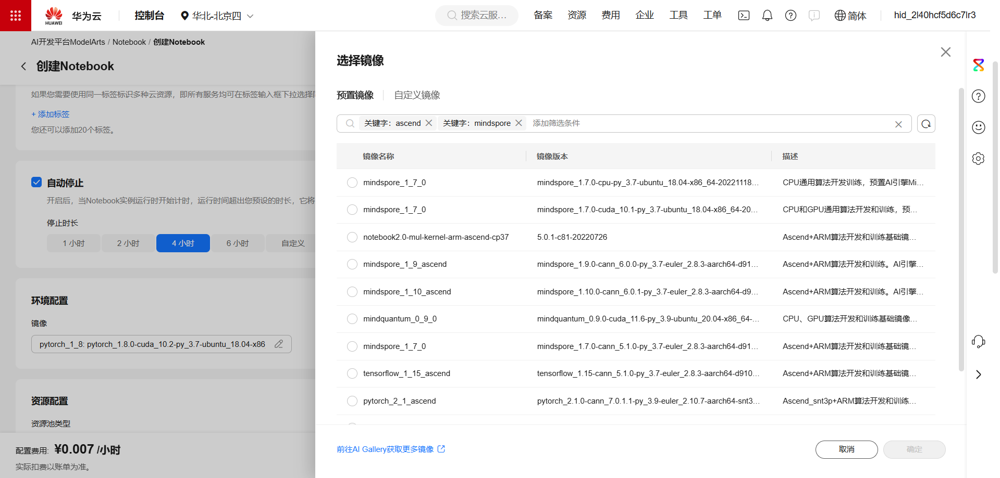 HUAWEI
华为云
控制台
华北-北京四
搜索云服...
备案
资源
费用
企业
工具
工单
简体
hid_2l40hcf5d6c7lr3
AI开发平台ModelArts / Notebook / 创建Notebook
创建Notebook
如果您需要使用同一标签标识多种云资源，即所有服务均可在标签输入框下拉选择
+ 添加标签
您还可以添加20个标签。
自动停止
开启后，当Notebook实例运行时开始计时，运行时间超出您预设的时长，它将
停止时长
1 小时
2 小时
4 小时
6 小时
自定义
环境配置
镜像
pytorch_1_8: pytorch_1.8.0-cuda_10.2-py_3.7-ubuntu_18.04-x86
资源配置
资源池类型
配置费用: ¥0.007 /小时
实际扣费以账单为准。
选择镜像
预置镜像
自定义镜像
关键字：ascend
关键字：mindspore
添加筛选条件
镜像名称 镜像版本 描述
mindspore_1_7_0 mindspore_1.7.0-cpu-py_3.7-ubuntu_18.04-x86_64-20221118... CPU通用算法开发训练，预置AI引擎Mi...
mindspore_1_7_0 mindspore_1.7.0-cuda_10.1-py_3.7-ubuntu_18.04-x86_64-20... CPU和GPU通用算法开发和训练，预...
notebook2.0-mul-kernel-arm-ascend-cp37 5.0.1-c81-20220726 Ascend+ARM算法开发和训练基础镜...
mindspore_1_9_ascend mindspore_1.9.0-cann_6.0.0-py_3.7-euler_2.8.3-aarch64-d91... Ascend+ARM算法开发和训练。AI引擎...
mindspore_1_10_ascend mindspore_1.10.0-cann_6.0.1-py_3.7-euler_2.8.3-aarch64-d9... Ascend+ARM算法开发和训练。AI引擎...
mindquantum_0_9_0 mindquantum_0.9.0-cuda_11.6-py_3.9-ubuntu_20.04-x86_64-... CPU、GPU算法开发和训练基础镜像...
mindspore_1_7_0 mindspore_1.7.0-cann_5.1.0-py_3.7-euler_2.8.3-aarch64-d91... Ascend+ARM算法开发和训练基础镜...
tensorflow_1_15_ascend tensorflow_1.15-cann_5.1.0-py_3.7-euler_2.8.3-aarch64-d910... Ascend+ARM算法开发和训练基础镜...
pytorch_2_1_ascend pytorch_2.1.0-cann_7.0.1.1-py_3.9-euler_2.10.7-aarch64-snt3... Ascend_snt3p+ARM算法开发和训练...
前往AI Gallery获取更多镜像
取消
确定